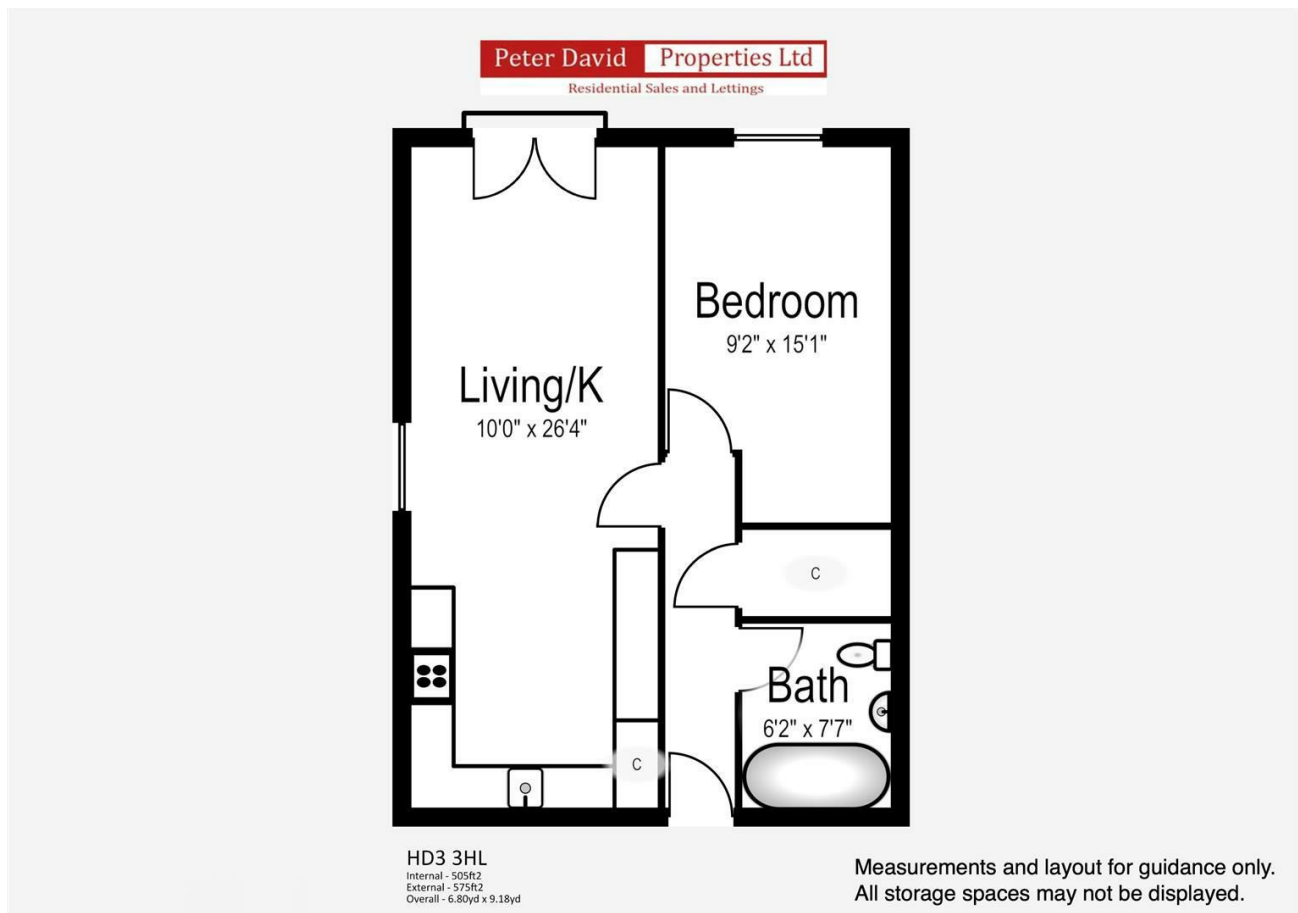 Peter David Properties Ltd
Residential Sales and Lettings
Bedroom
9'2" x 15'1"
Living/K
10'0" x 26'4"
C
Bath
6'2" x 7'7"
C
HD3 3HL
Internal - 505ft2
External - 575ft2
Overall - 6.80yd x 9.18yd
Measurements and layout for guidance only.
All storage spaces may not be displayed.